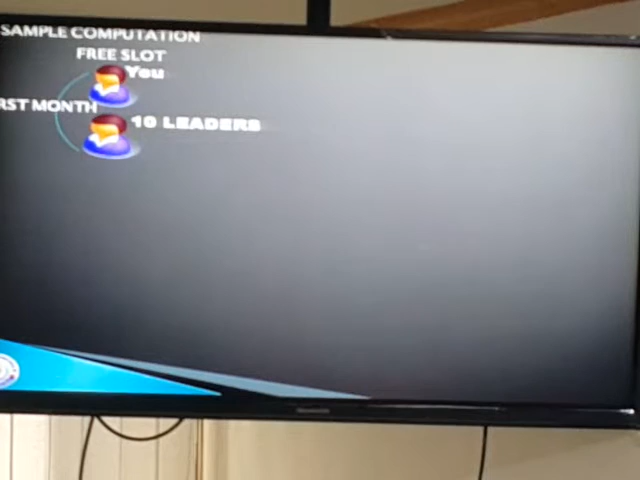 SAMPLE COMPUTATION
FREE SLOT
You
RST MONTH
10 LEADERS